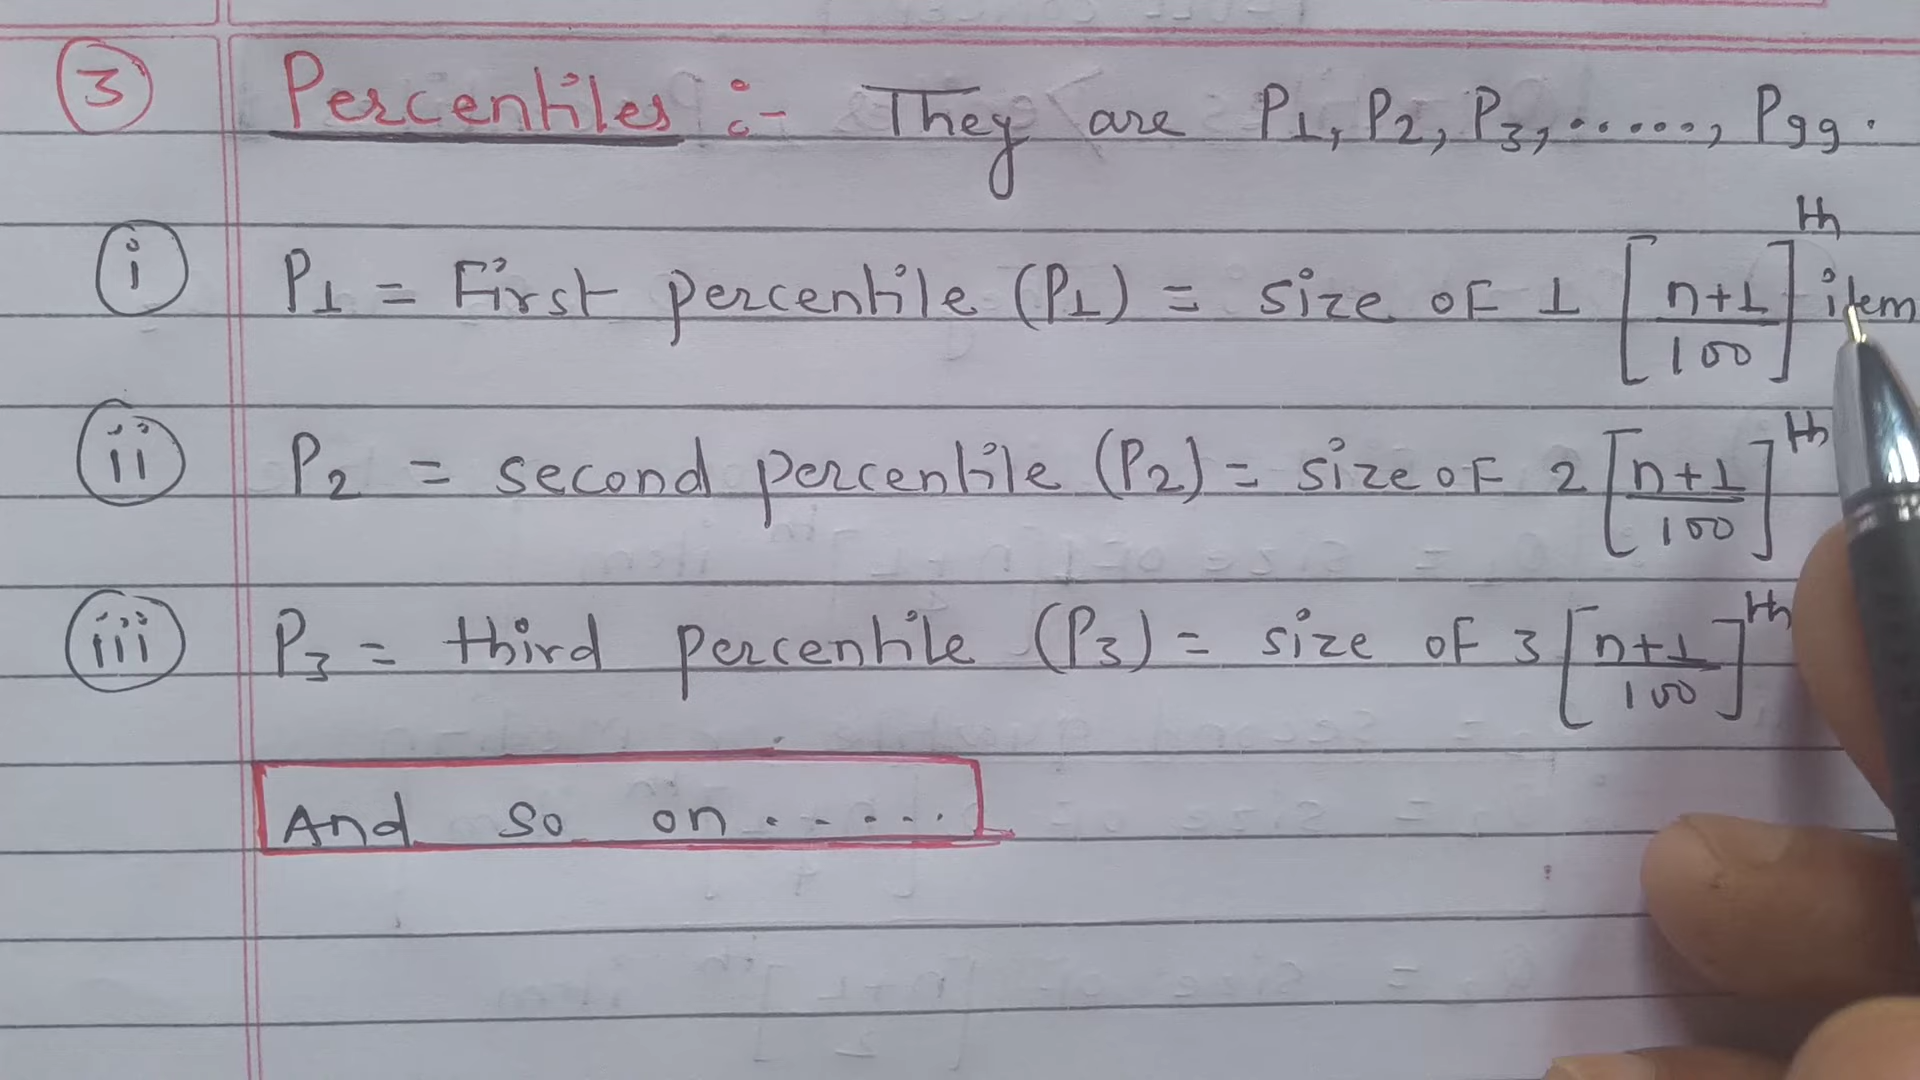 3 Percentiles :- They are P1, P2, P3, ......, P99.
i P1 = First percentile (P1) = size of 1 [n+1/100]th item
ii P2 = second percentile (P2) = size of 2 [n+1/100]th
iii P3 = third percentile (P3) = size of 3 [n+1/100]th
And so on......